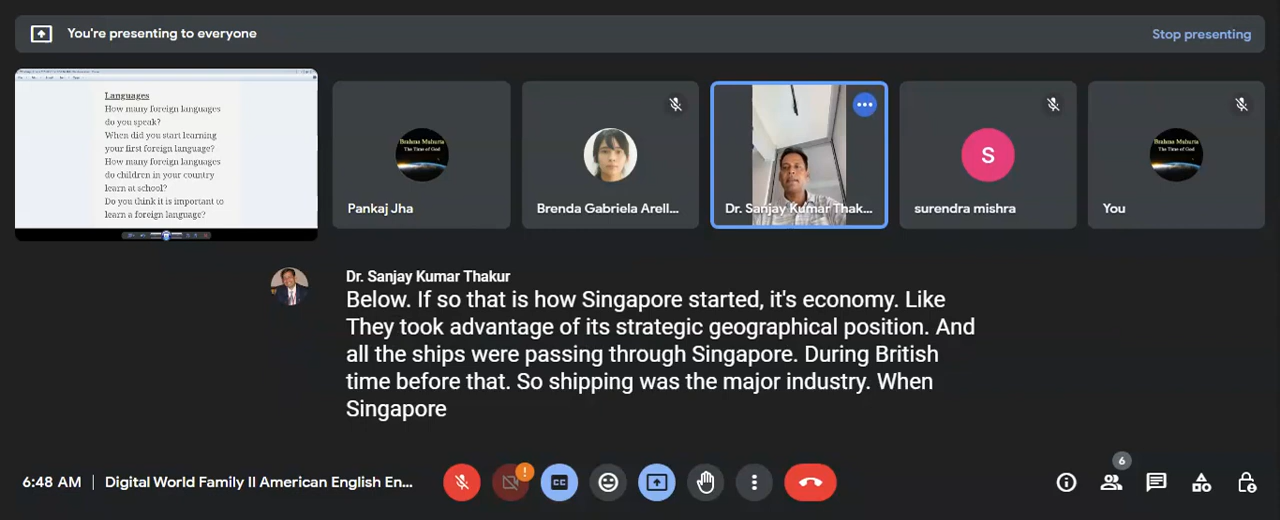 You're presenting to everyone
Stop presenting
Languages
How many foreign languages
do you speak?
When did you start learning
your first foreign language?
How many foreign languages
do children in your country
learn at school?
Do you think it is important to
learn a foreign language?
Pankaj Jha
Brenda Gabriela Arell...
Dr. Sanjay Kumar Thak...
S
surendra mishra
You
Dr. Sanjay Kumar Thakur
Below. If so that is how Singapore started, it's economy. Like
They took advantage of its strategic geographical position. And
all the ships were passing through Singapore. During British
time before that. So shipping was the major industry. When
Singapore
6:48 AM | Digital World Family II American English En...
CC
6